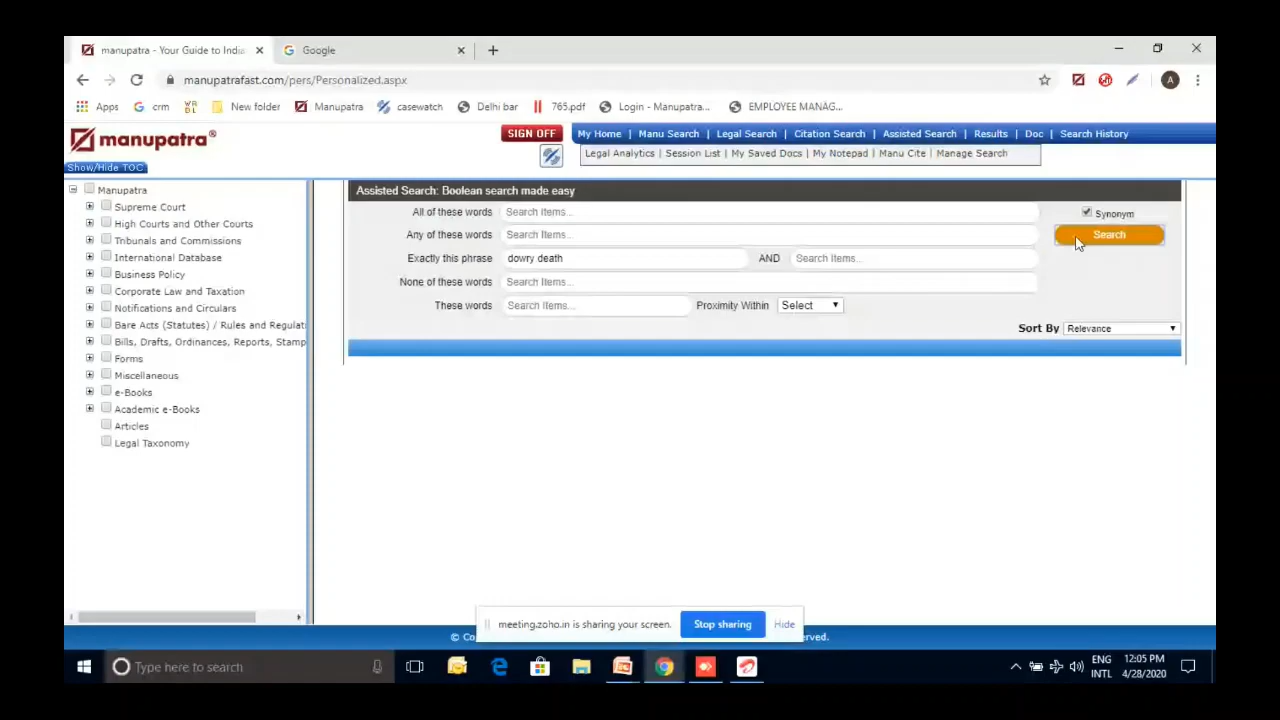 manupatra - Your Guide to India
Google
manupatrafast.com/pers/Personalized.aspx
A
Apps
crm
New folder
Manupatra
casewatch
Delhi bar
765.pdf
Login - Manupatra...
EMPLOYEE MANAG...
manupatra®
SIGN OFF
My Home | Manu Search | Legal Search | Citation Search | Assisted Search | Results | Doc | Search History
Legal Analytics | Session List | My Saved Docs | My Notepad | Manu Cite | Manage Search
Show/Hide TOC
Manupatra
Supreme Court
High Courts and Other Courts
Tribunals and Commissions
International Database
Business Policy
Corporate Law and Taxation
Notifications and Circulars
Bare Acts (Statutes) / Rules and Regulati
Bills, Drafts, Ordinances, Reports, Stamp
Forms
Miscellaneous
e-Books
Academic e-Books
Articles
Legal Taxonomy
Assisted Search: Boolean search made easy
All of these words Search Items...
Synonym
Any of these words Search Items...
Search
Exactly this phrase dowry death AND Search Items...
None of these words Search Items...
These words Search Items... Proximity Within Select
Sort By Relevance
meeting.zoho.in is sharing your screen. Stop sharing Hide
© Co
erved.
Type here to search
ENG
INTL
12:05 PM
4/28/2020